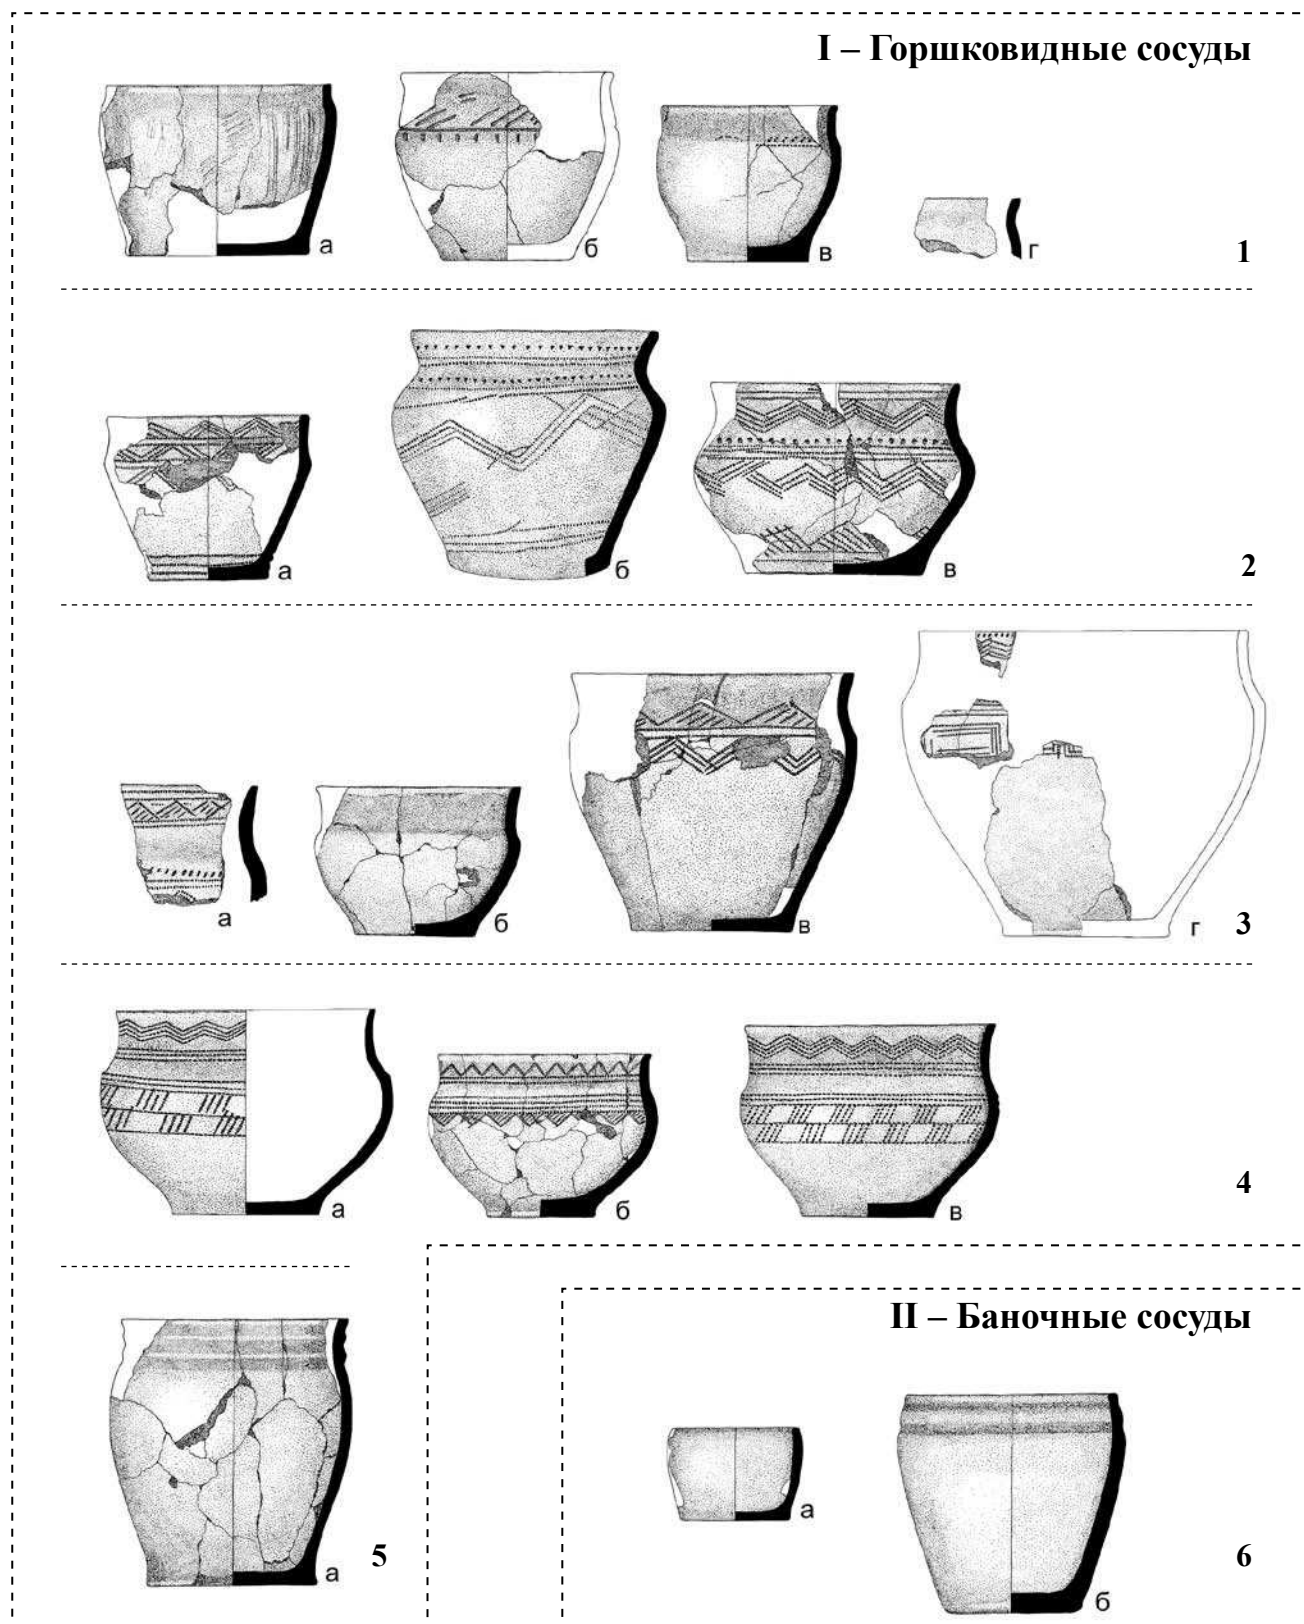 I – Горшковидные сосуды
а б в г 1
а б в 2
а б в г 3
а б в 4
II – Баночные сосуды
а 5
а б 6